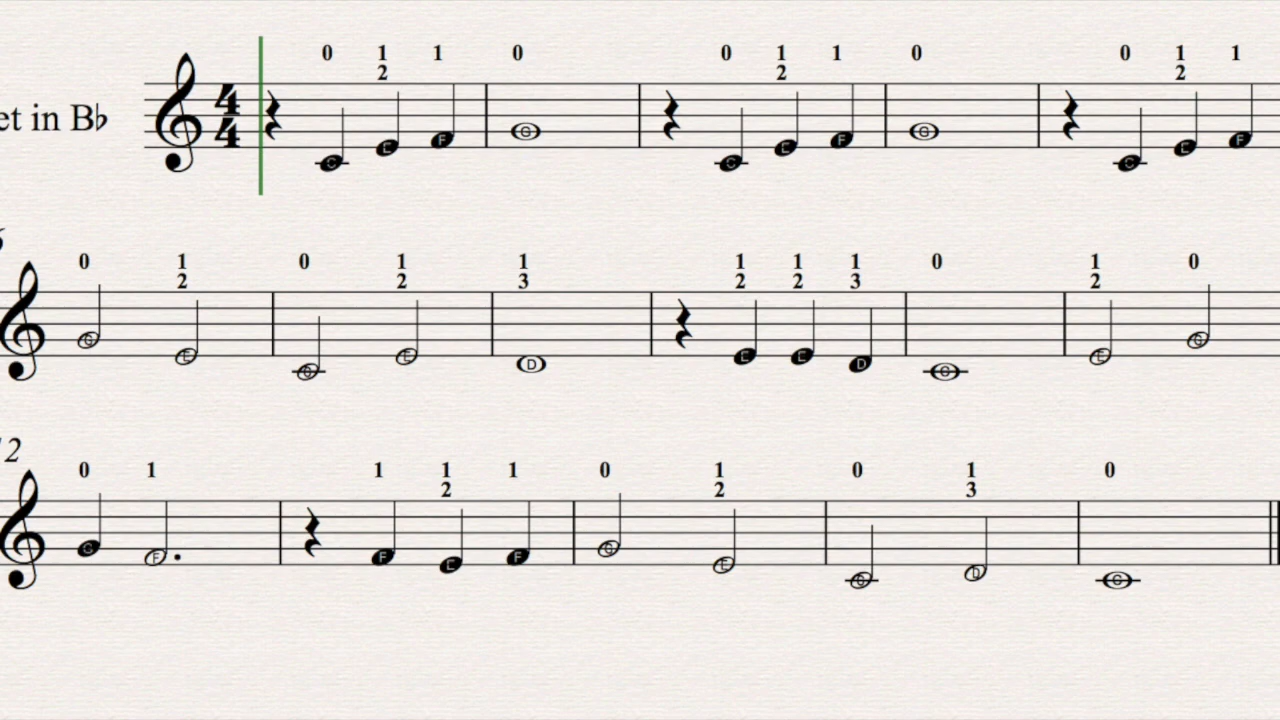 0 1 1 0 0 1 1 0 0 1 1
2 2 2
et in B♭
4
4
C E F G C E F G C E F
0 1 0 1 1 1 1 1 0 1 0
2 2 3 2 2 3 2
G E C E D E E D C E G
12
0 1 1 1 1 0 1 0 1 0
2 2 3
G F F E F G E C D C